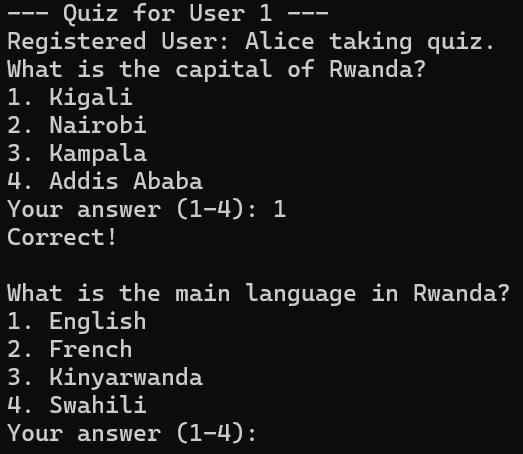 --- Quiz for User 1 ---
Registered User: Alice taking quiz.
What is the capital of Rwanda?
1. Kigali
2. Nairobi
3. Kampala
4. Addis Ababa
Your answer (1-4): 1
Correct!

What is the main language in Rwanda?
1. English
2. French
3. Kinyarwanda
4. Swahili
Your answer (1-4):